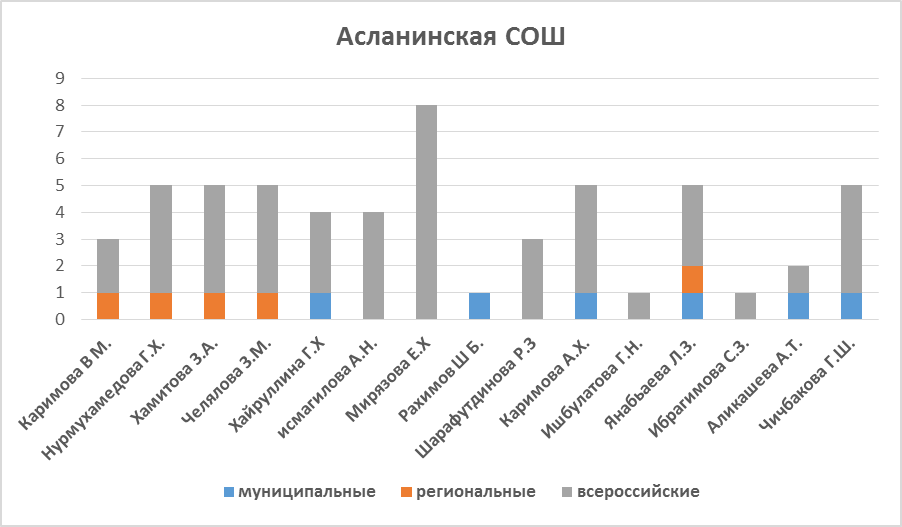 Асланинская СОШ
9
8
7
6
5
4
3
2
1
0
Каримова В М.
Нурмухамедова Г.Х.
Хамитова З.А.
Челялова З.М.
Хайруллина Г.Х
исмагилова А.Н.
Мирязова Е.Х
Рахимов Ш Б.
Шарафутдинова Р.З
Каримова А.Х.
Ишбулатова Г.Н.
Янабьаева Л.З.
Ибрагимова С.З.
Аликашева А.Т.
Чичбакова Г.Ш.
муниципальные региональные всероссийские